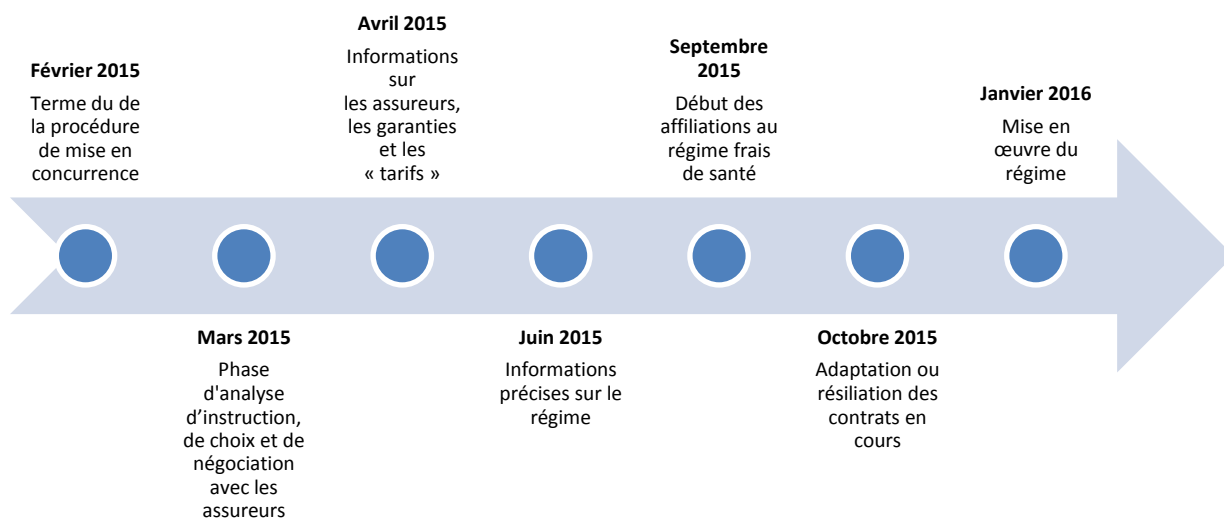 Février 2015
Terme du de
la procédure
de mise en
concurrence
Mars 2015
Phase
d'analyse
d’instruction,
de choix et de
négociation
avec les
assureurs
Avril 2015
Informations
sur
les assureurs,
les garanties
et les
« tarifs »
Juin 2015
Informations
précises sur le
régime
Septembre
2015
Début des
affiliations au
régime frais
de santé
Octobre 2015
Adaptation ou
résiliation des
contrats en
cours
Janvier 2016
Mise en
œuvre du
régime